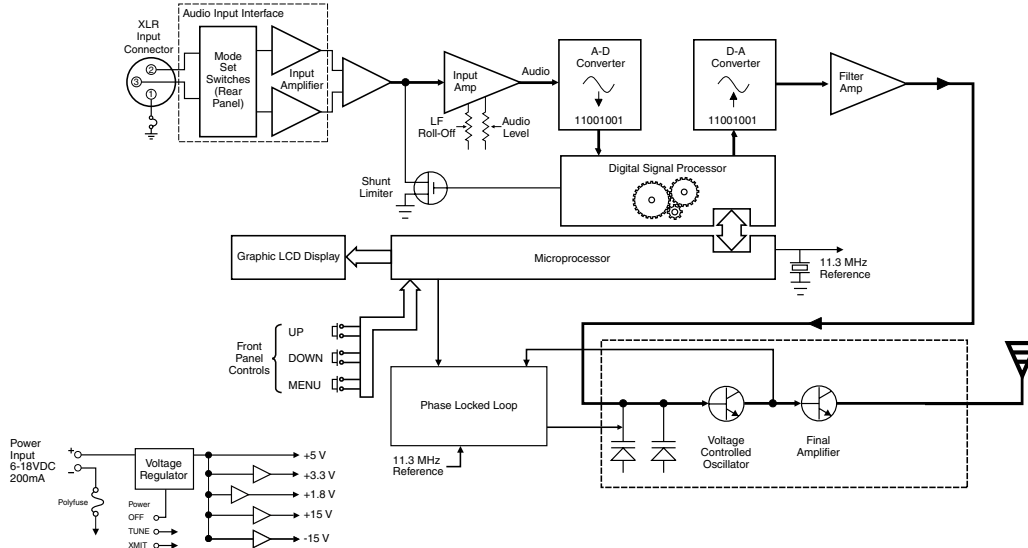 Audio Input Interface
XLR
Input
Connector
2
3
1
Mode
Set
Switches
(Rear
Panel)
Input
Amplifier
Input
Amp
LF
Roll-Off
Audio
Level
Audio
A-D
Converter
11001001
D-A
Converter
11001001
Filter
Amp
Shunt
Limiter
Digital Signal Processor
Graphic LCD Display
Microprocessor
11.3 MHz
Reference
Front
Panel
Controls
UP
DOWN
MENU
Phase Locked Loop
11.3 MHz
Reference
Voltage
Controlled
Oscillator
Final
Amplifier
Power
Input
6-18VDC
200mA
+
–
Polyfuse
Voltage
Regulator
Power
OFF
TUNE
XMIT
+5 V
+3.3 V
+1.8 V
+15 V
-15 V